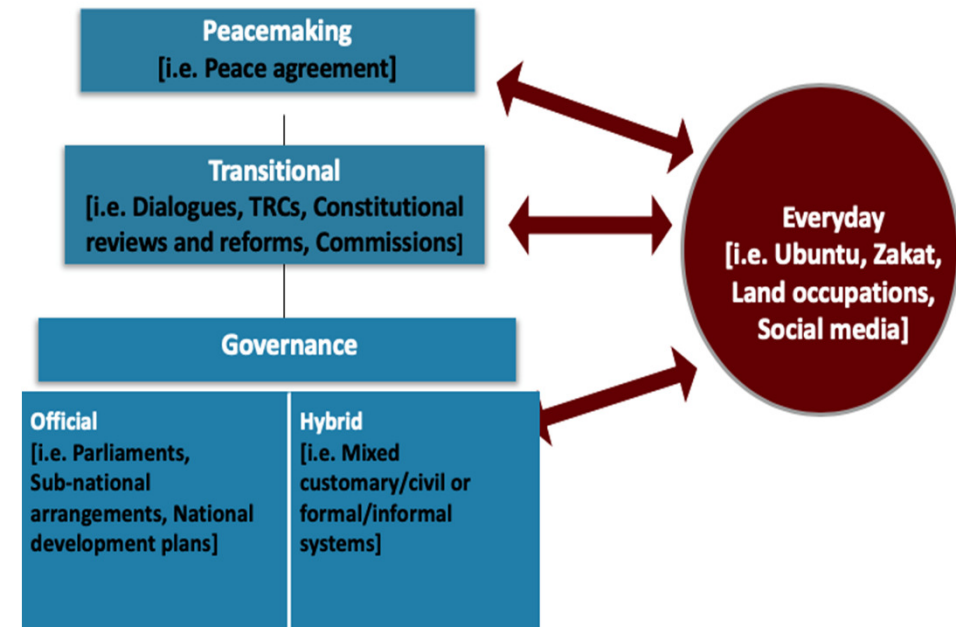 Peacemaking
[i.e. Peace agreement]
Transitional
[i.e. Dialogues, TRCs, Constitutional
reviews and reforms, Commissions]
Everyday
[i.e. Ubuntu, Zakat,
Land occupations,
Social media]
Governance
Official
[i.e. Parliaments,
Sub-national
arrangements, National
development plans]
Hybrid
[i.e. Mixed
customary/civil or
formal/informal
systems]